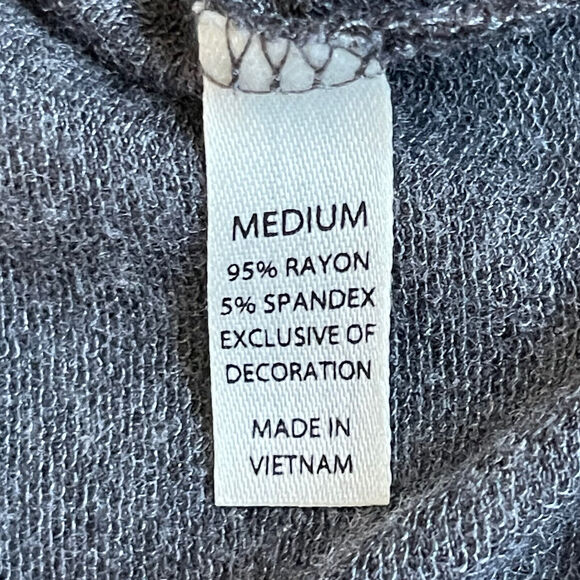 MEDIUM
95% RAYON
5% SPANDEX
EXCLUSIVE OF
DECORATION
MADE IN
VIETNAM